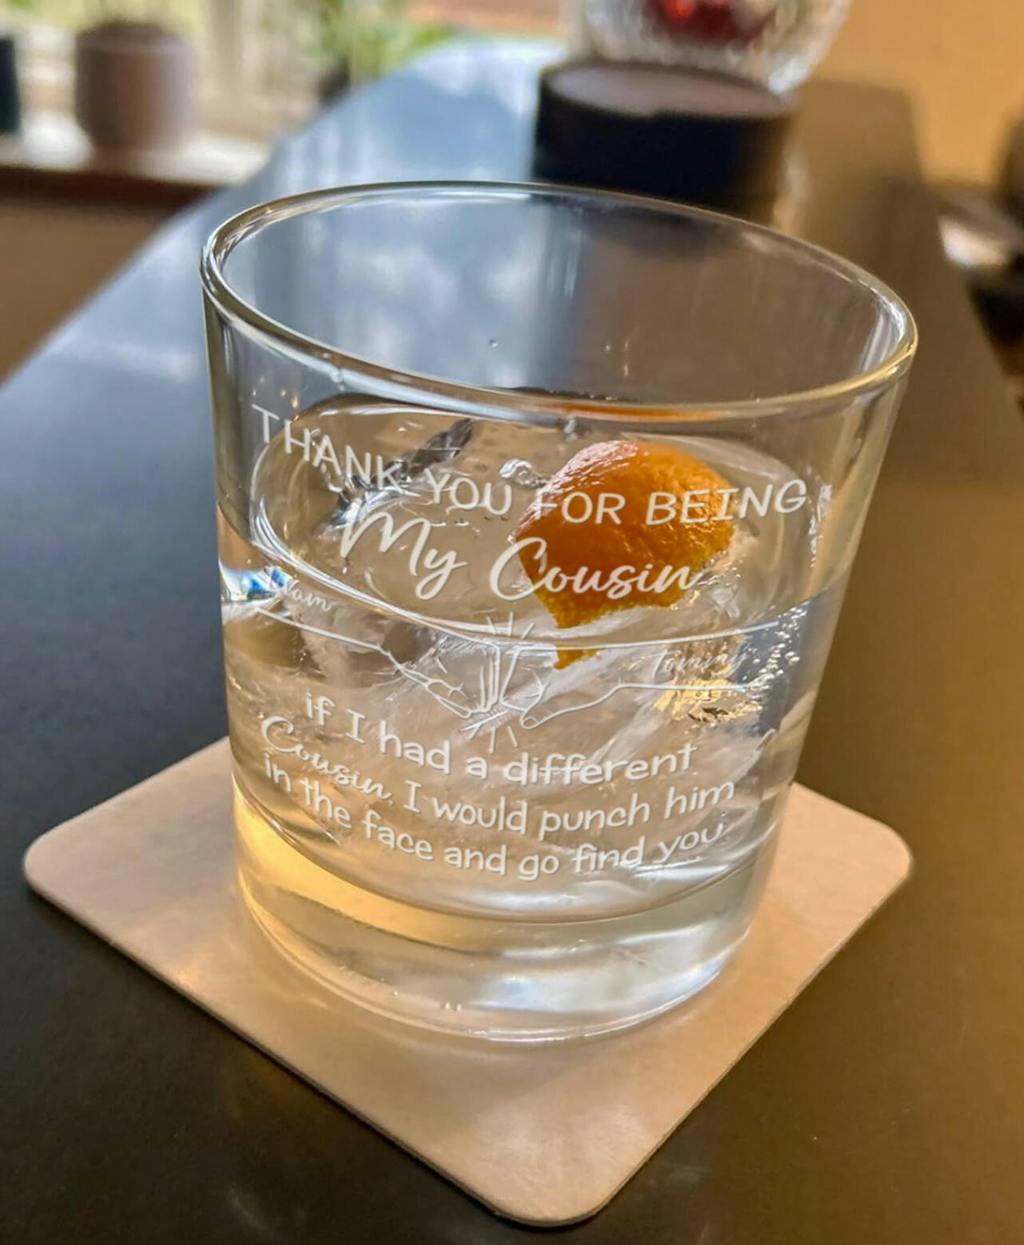 THANK YOU FOR BEING
My Cousin
Tommy
if I had a different
Cousin, I would punch him
in the face and go find you